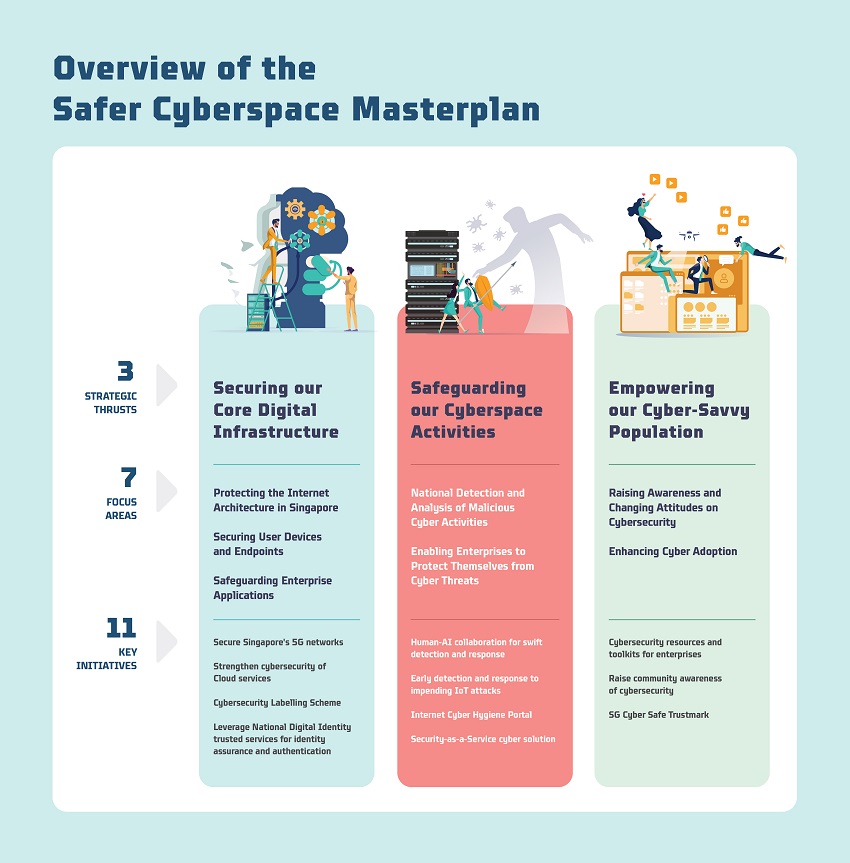 Overview of the
Safer Cyberspace Masterplan
3
STRATEGIC
THRUSTS
Securing our
Core Digital
Infrastructure
Safeguarding
our Cyberspace
Activities
Empowering
our Cyber-Savvy
Population
7
FOCUS
AREAS
Protecting the Internet
Architecture in Singapore
Securing User Devices
and Endpoints
Safeguarding Enterprise
Applications
National Detection and
Analysis of Malicious
Cyber Activities
Enabling Enterprises to
Protect Themselves from
Cyber Threats
Raising Awareness and
Changing Attitudes on
Cybersecurity
Enhancing Cyber Adoption
11
KEY
INITIATIVES
Secure Singapore's 5G networks
Strengthen cybersecurity of
Cloud services
Cybersecurity Labelling Scheme
Leverage National Digital Identity
trusted services for identity
assurance and authentication
Human-AI collaboration for swift
detection and response
Early detection and response to
impending IoT attacks
Internet Cyber Hygiene Portal
Security-as-a-Service cyber solution
Cybersecurity resources and
toolkits for enterprises
Raise community awareness
of cybersecurity
SG Cyber Safe Trustmark